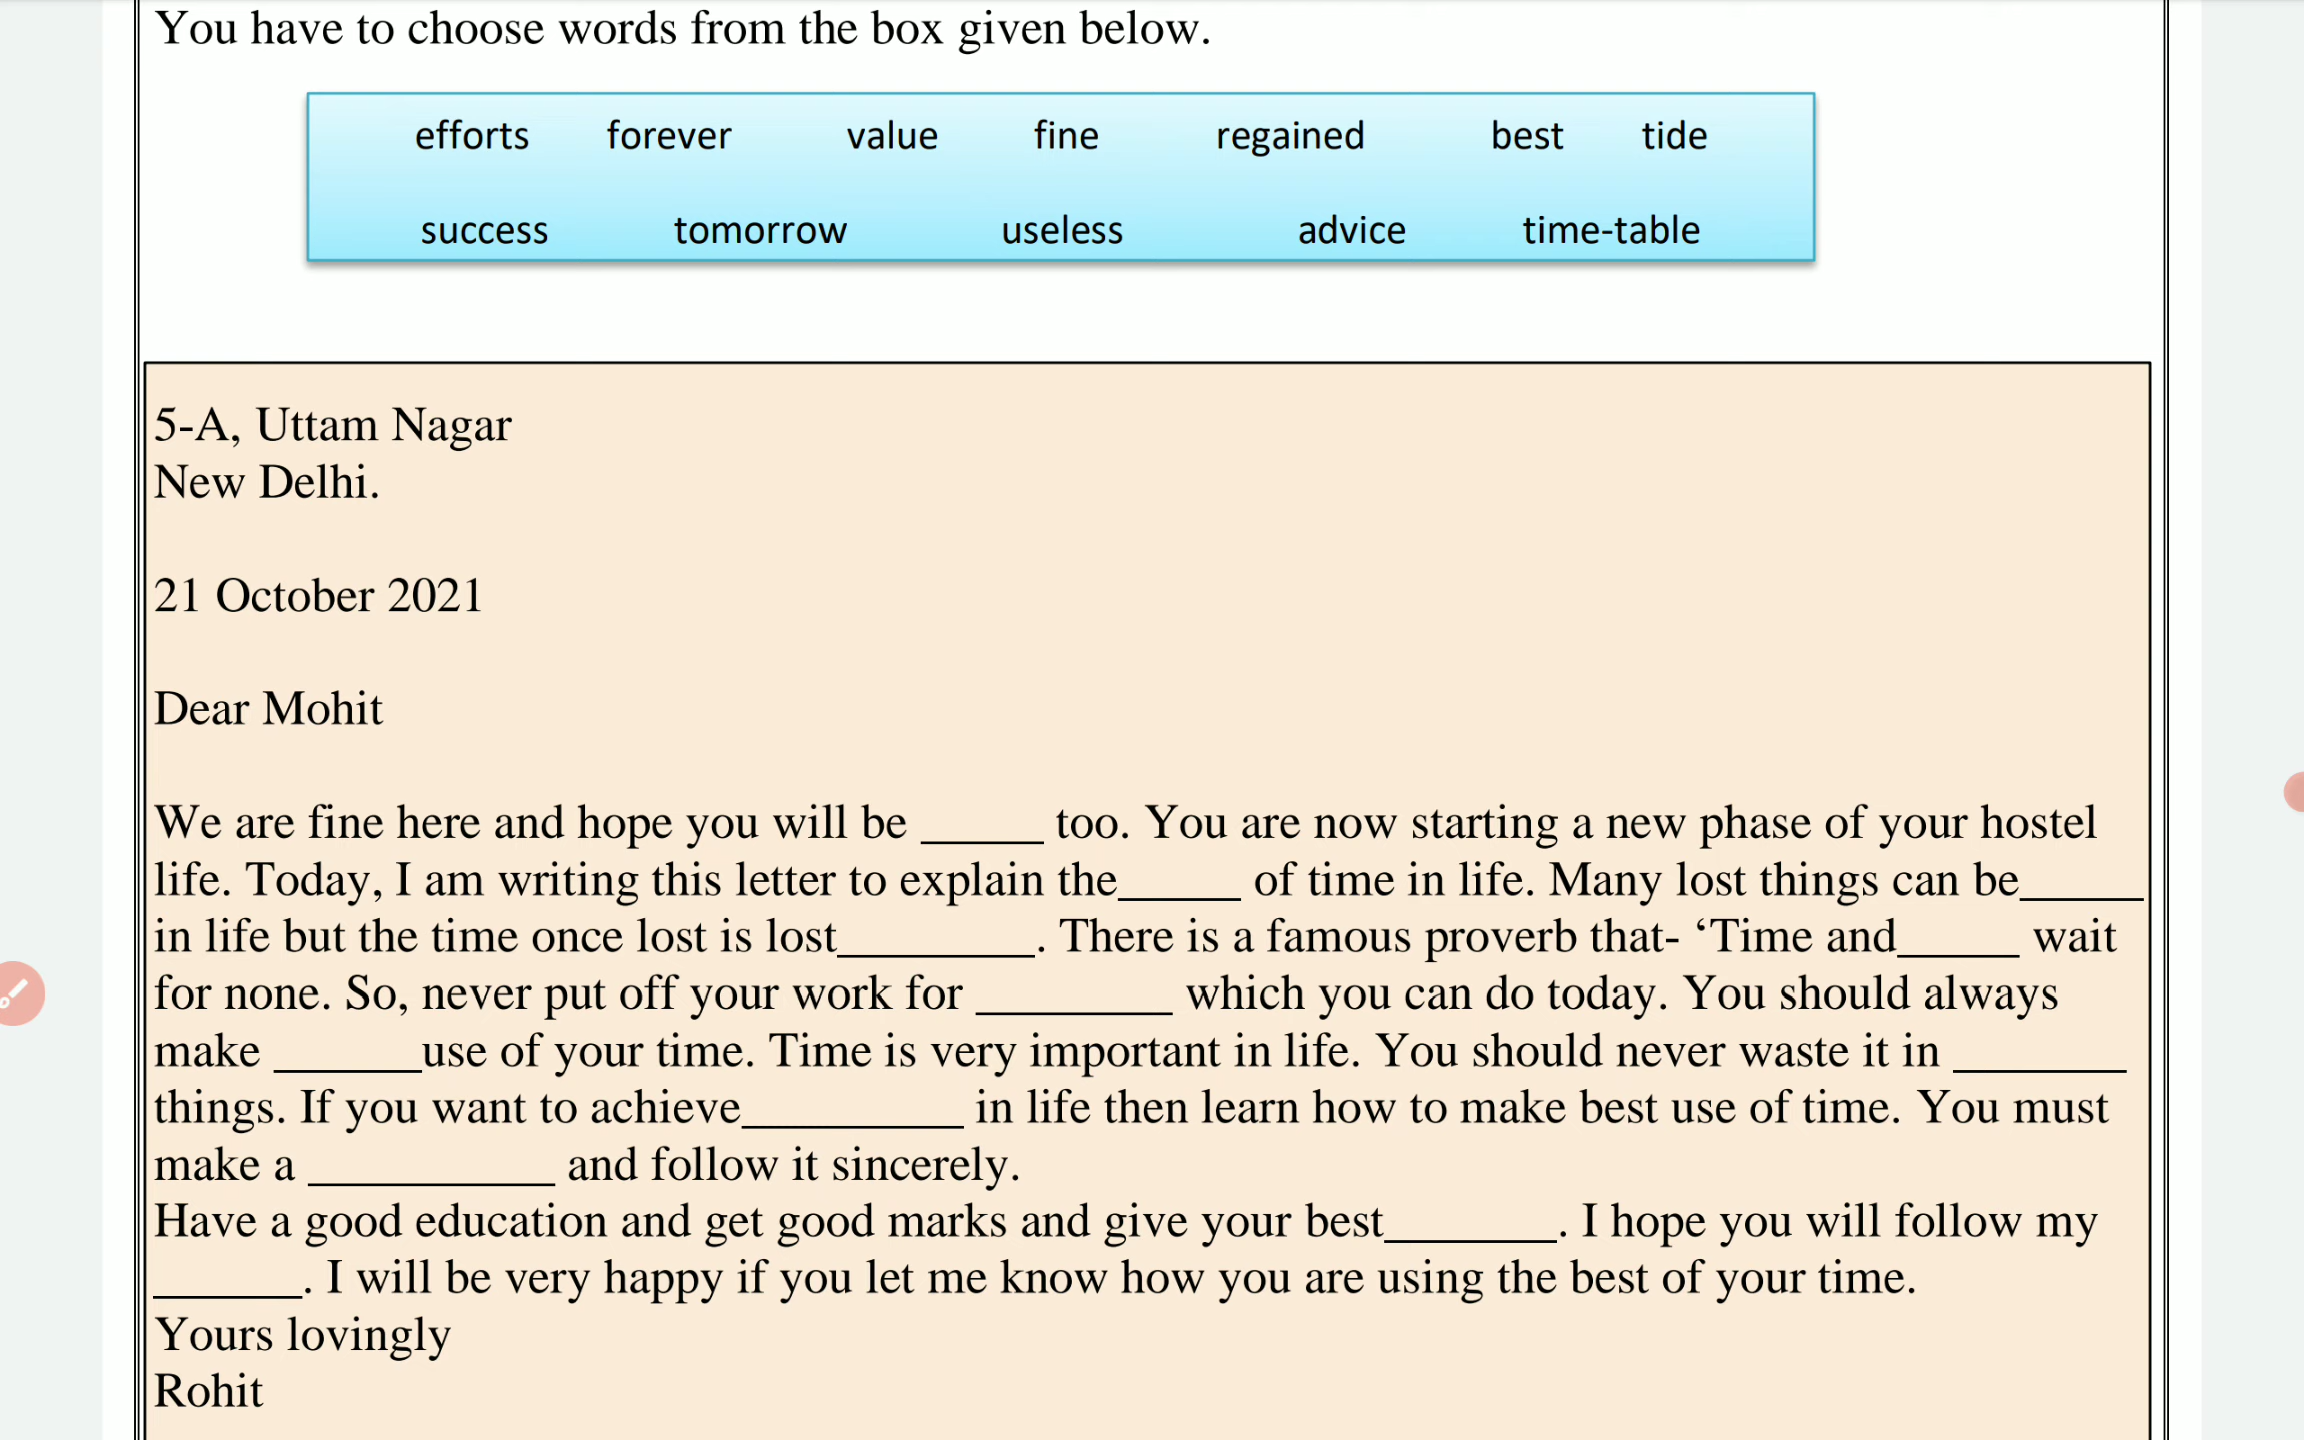 You have to choose words from the box given below.
efforts forever value fine regained best tide
success tomorrow useless advice time-table
5-A, Uttam Nagar
New Delhi.
21 October 2021
Dear Mohit
We are fine here and hope you will be _____ too. You are now starting a new phase of your hostel
life. Today, I am writing this letter to explain the_____ of time in life. Many lost things can be_____
in life but the time once lost is lost________. There is a famous proverb that- ‘Time and_____ wait
for none. So, never put off your work for ________ which you can do today. You should always
make ______use of your time. Time is very important in life. You should never waste it in _______
things. If you want to achieve_________ in life then learn how to make best use of time. You must
make a __________ and follow it sincerely.
Have a good education and get good marks and give your best_______. I hope you will follow my
______. I will be very happy if you let me know how you are using the best of your time.
Yours lovingly
Rohit